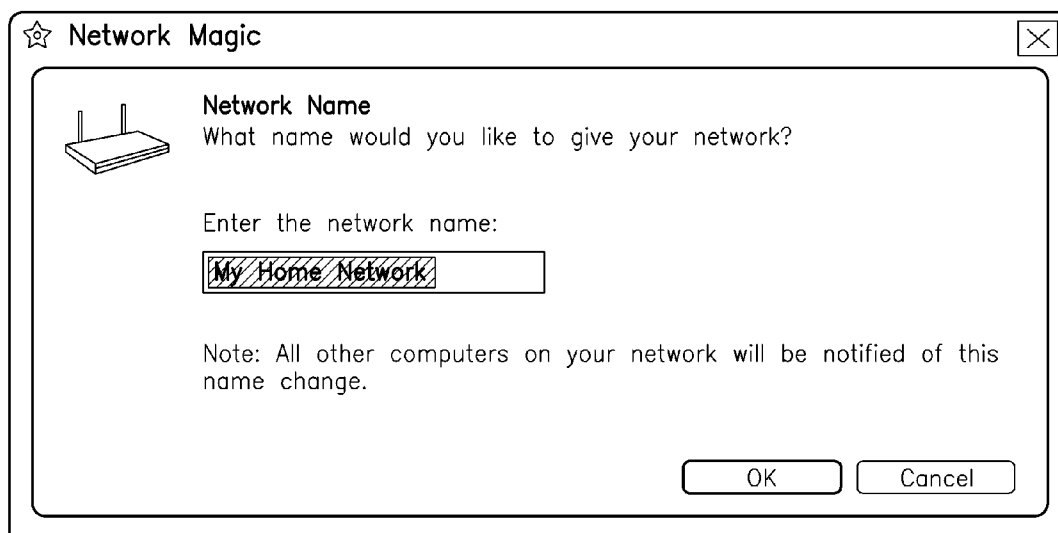 Network Magic
Network Name
What name would you like to give your network?
Enter the network name:
My Home Network
Note: All other computers on your network will be notified of this
name change.
OK Cancel